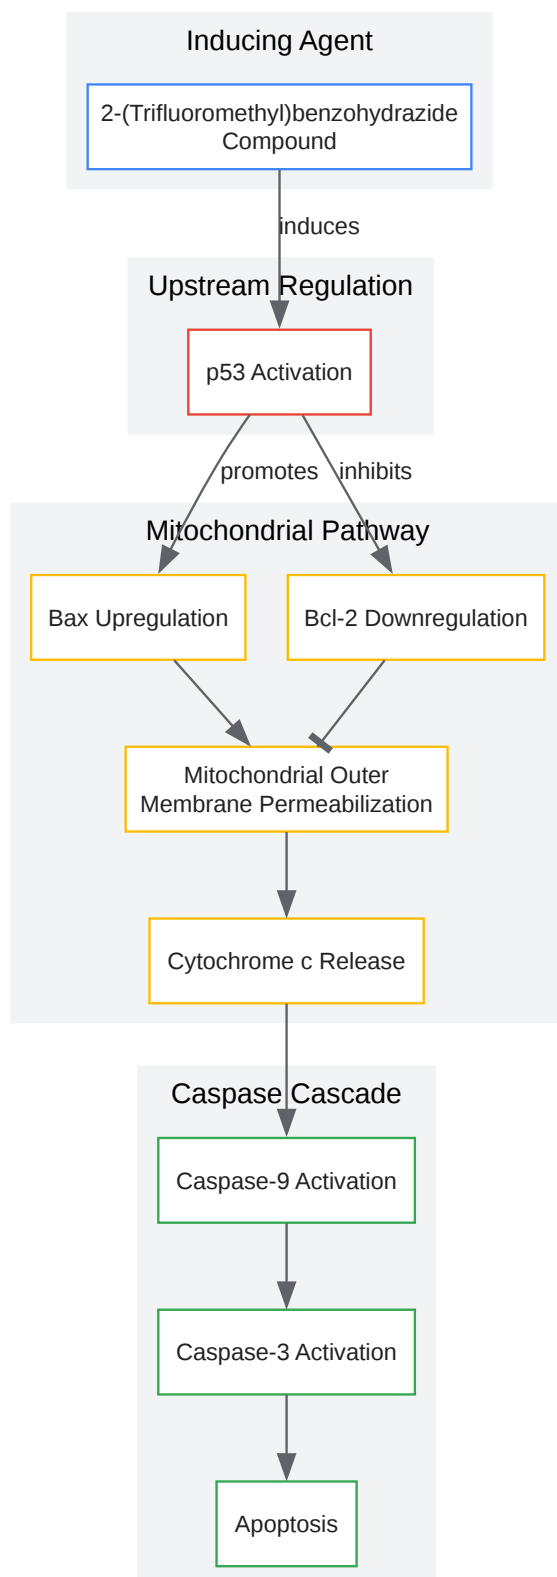 Inducing Agent
2-(Trifluoromethyl)benzohydrazide
Compound
induces
Upstream Regulation
p53 Activation
promotes
inhibits
Mitochondrial Pathway
Bax Upregulation
Bcl-2 Downregulation
Mitochondrial Outer
Membrane Permeabilization
Cytochrome c Release
Caspase Cascade
Caspase-9 Activation
Caspase-3 Activation
Apoptosis